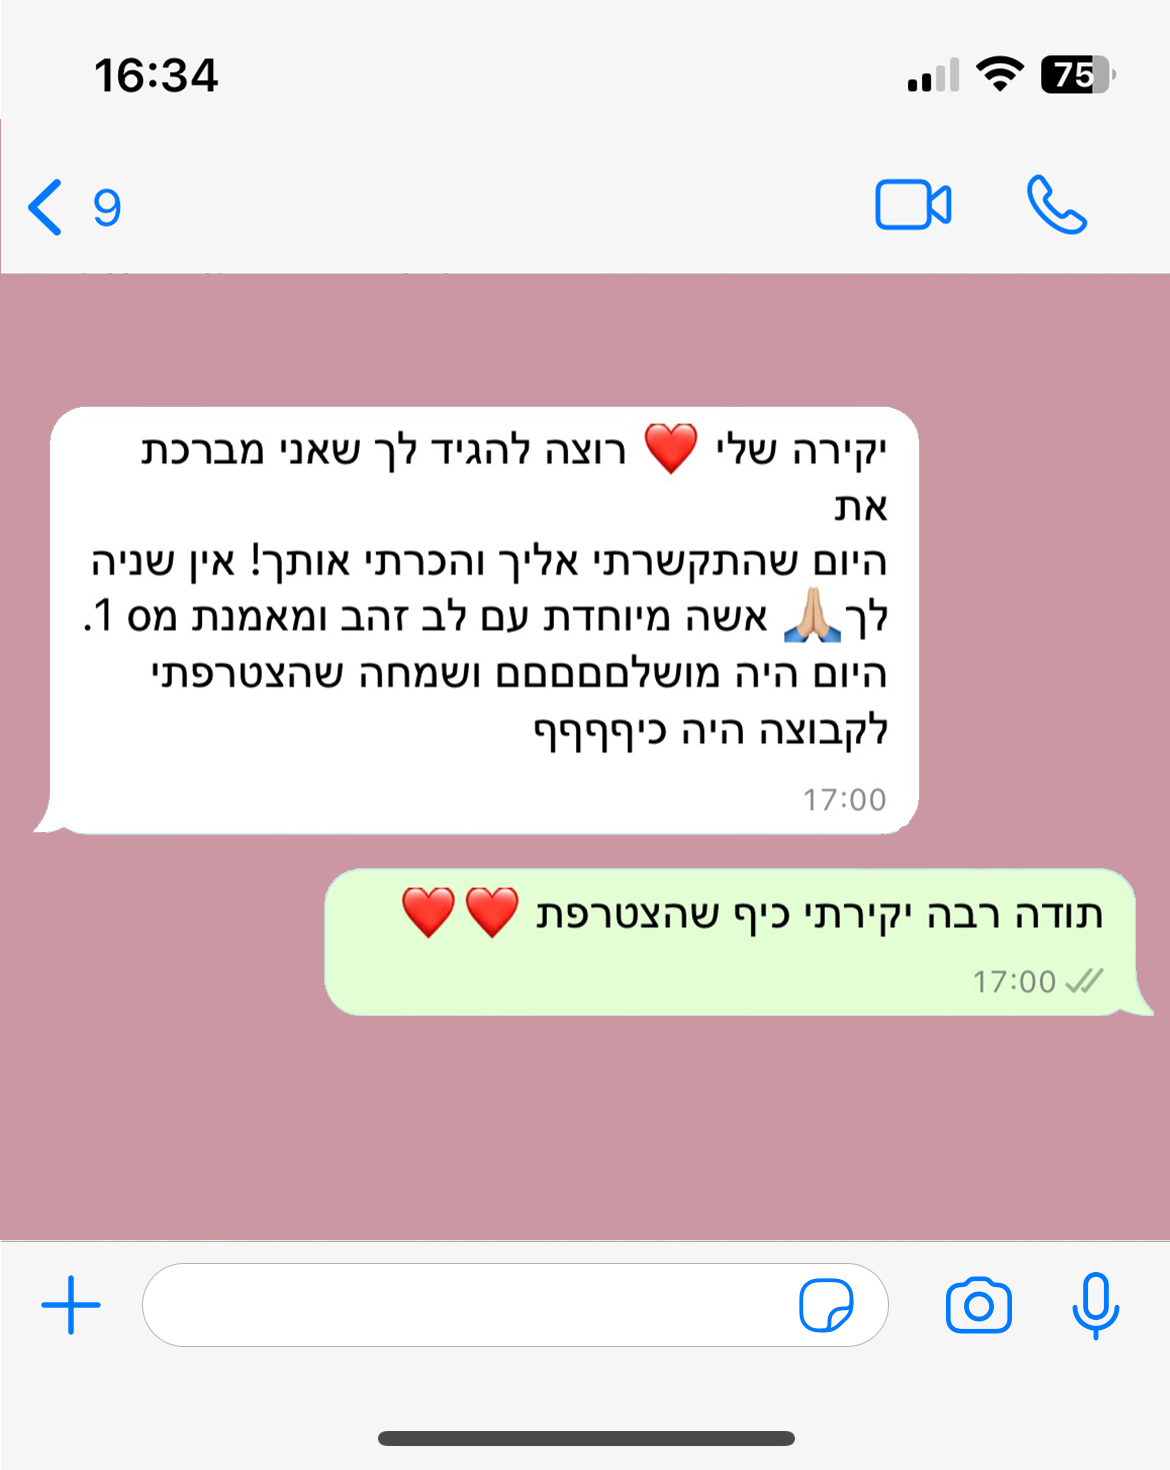 16:34
75
9
יקירה שלי ❤️ רוצה להגיד לך שאני מברכת
את
היום שהתקשרתי אליך והכרתי אותך! אין שניה
לך🙏🏼 אשה מיוחדת עם לב זהב ומאמנת מס 1.
היום היה מושלםםםםםם ושמחה שהצטרפתי
לקבוצה היה כיףףףףף
17:00
תודה רבה יקירתי כיף שהצטרפת ❤️❤️
17:00